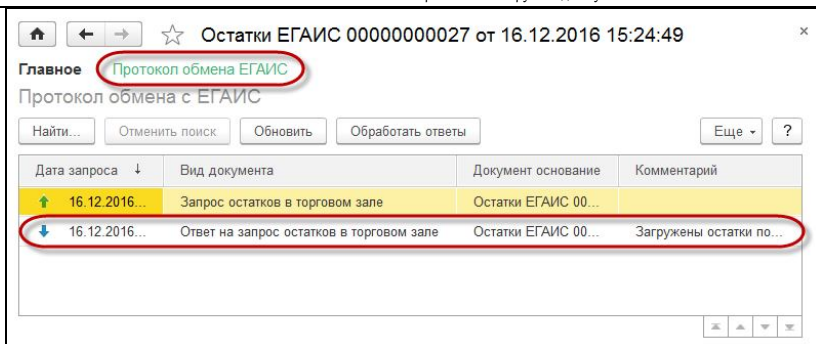 Остатки ЕГАИС 00000000027 от 16.12.2016 15:24:49 ×
Главное Протокол обмена ЕГАИС
Протокол обмена с ЕГАИС
Найти... Отменить поиск Обновить Обработать ответы Еще ?
Дата запроса ↓ Вид документа Документ основание Комментарий
16.12.2016... Запрос остатков в торговом зале Остатки ЕГАИС 00...
16.12.2016... Ответ на запрос остатков в торговом зале Остатки ЕГАИС 00... Загружены остатки по...